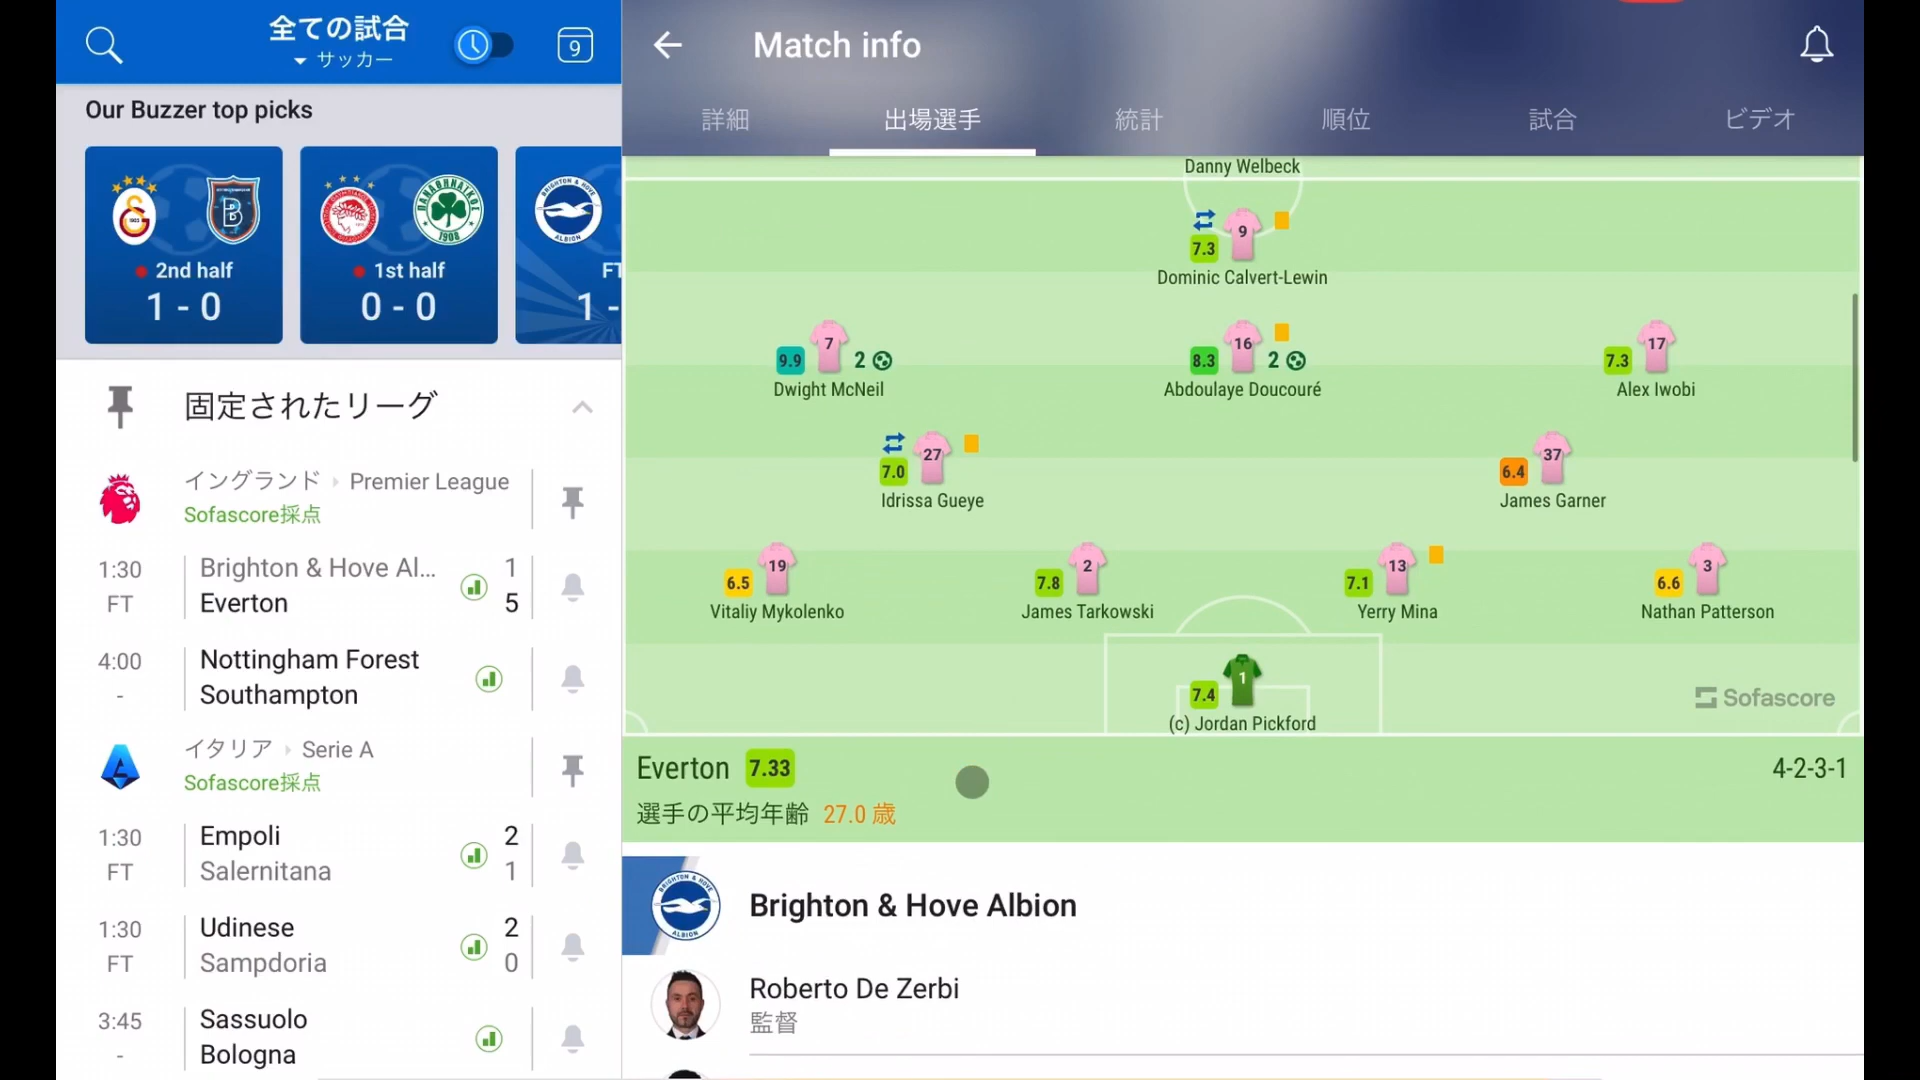 全ての試合
サッカー
9
Our Buzzer top picks
2nd half
1 - 0
1st half
0 - 0
1 -
固定されたリーグ
イングランド Premier League
Sofascore採点
1:30 Brighton & Hove Al... 1
FT Everton 5
4:00 Nottingham Forest
- Southampton
イタリア Serie A
Sofascore採点
1:30 Empoli 2
FT Salernitana 1
1:30 Udinese 2
FT Sampdoria 0
3:45 Sassuolo
- Bologna
Match info
詳細 出場選手 統計 順位 試合 ビデオ
Danny Welbeck
7.3 9
Dominic Calvert-Lewin
9.9 7 2
Dwight McNeil
8.3 16 2
Abdoulaye Doucouré
7.3 17
Alex Iwobi
7.0 27
Idrissa Gueye
6.4 37
James Garner
6.5 19
Vitaliy Mykolenko
7.8 2
James Tarkowski
7.1 13
Yerry Mina
6.6 3
Nathan Patterson
7.4 1
(c) Jordan Pickford
Sofascore
Everton 7.33 4-2-3-1
選手の平均年齢 27.0 歳
Brighton & Hove Albion
Roberto De Zerbi
監督